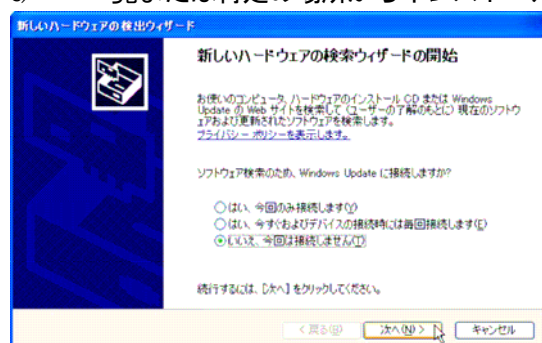 新しいハードウェアの検出ウィザード
新しいハードウェアの検索ウィザードの開始
お使いのコンピュータ、ハードウェアのインストール CD または Windows
Update の Web サイトを検索して (ユーザーの了解のもとに) 現在のソフトウ
ェアおよび更新されたソフトウェアを検索します。
プライバシー ポリシーを表示します。
ソフトウェア検索のため、Windows Update に接続しますか?
はい、今回のみ接続します(Y)
はい、今すぐおよびデバイスの接続時には毎回接続します(E)
いいえ、今回は接続しません(T)
続行するには、[次へ] をクリックしてください。
< 戻る(B)
次へ(N) >
キャンセル